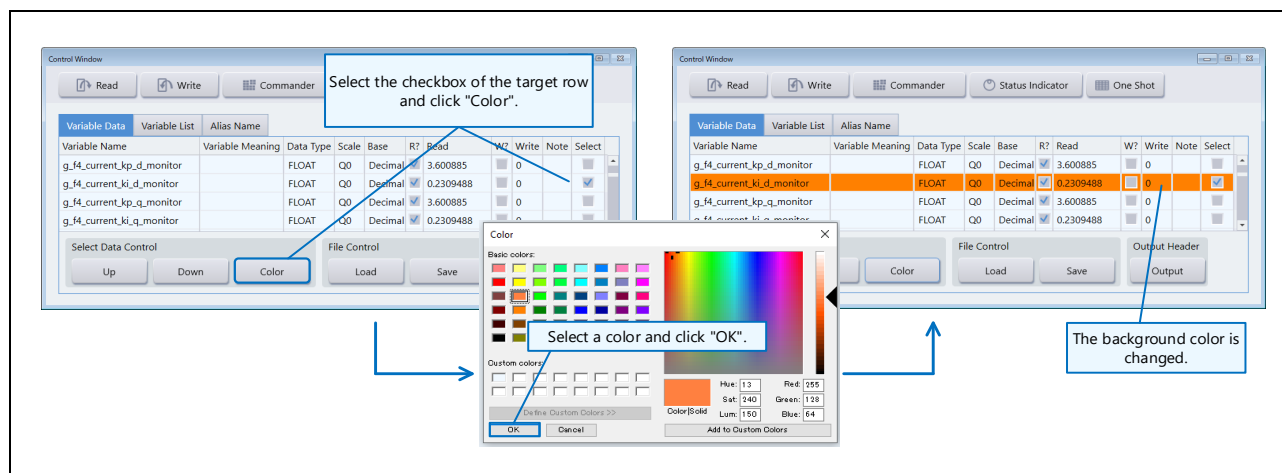 Control Window
Read Write Commander
Select the checkbox of the target row
and click "Color".
Variable Data Variable List Alias Name
Variable Name Variable Meaning Data Type Scale Base R? Read W? Write Note Select
g_f4_current_kp_d_monitor FLOAT Q0 Decimal 3.600885 0
g_f4_current_ki_d_monitor FLOAT Q0 Decimal 0.2309488 0
g_f4_current_kp_q_monitor FLOAT Q0 Decimal 3.600885 0
g_f4_current_ki_q_monitor FLOAT Q0 Decimal 0.2309488 0
Select Data Control File Control
Up Down Color Load Save
Color
Basic colors:
Select a color and click "OK".
Custom colors:
Define Custom Colors >>
OK Cancel
Color|Solid
Hue: 13 Red: 255
Sat: 240 Green: 128
Lum: 150 Blue: 64
Add to Custom Colors
Control Window
Read Write Commander Status Indicator One Shot
Variable Data Variable List Alias Name
Variable Name Variable Meaning Data Type Scale Base R? Read W? Write Note Select
g_f4_current_kp_d_monitor FLOAT Q0 Decimal 3.600885 0
g_f4_current_ki_d_monitor FLOAT Q0 Decimal 0.2309488 0
g_f4_current_kp_q_monitor FLOAT Q0 Decimal 3.600885 0
g_f4_current_ki_q_monitor FLOAT Q0 Decimal 0.2309488 0
File Control Output Header
Color Load Save Output
The background color is
changed.